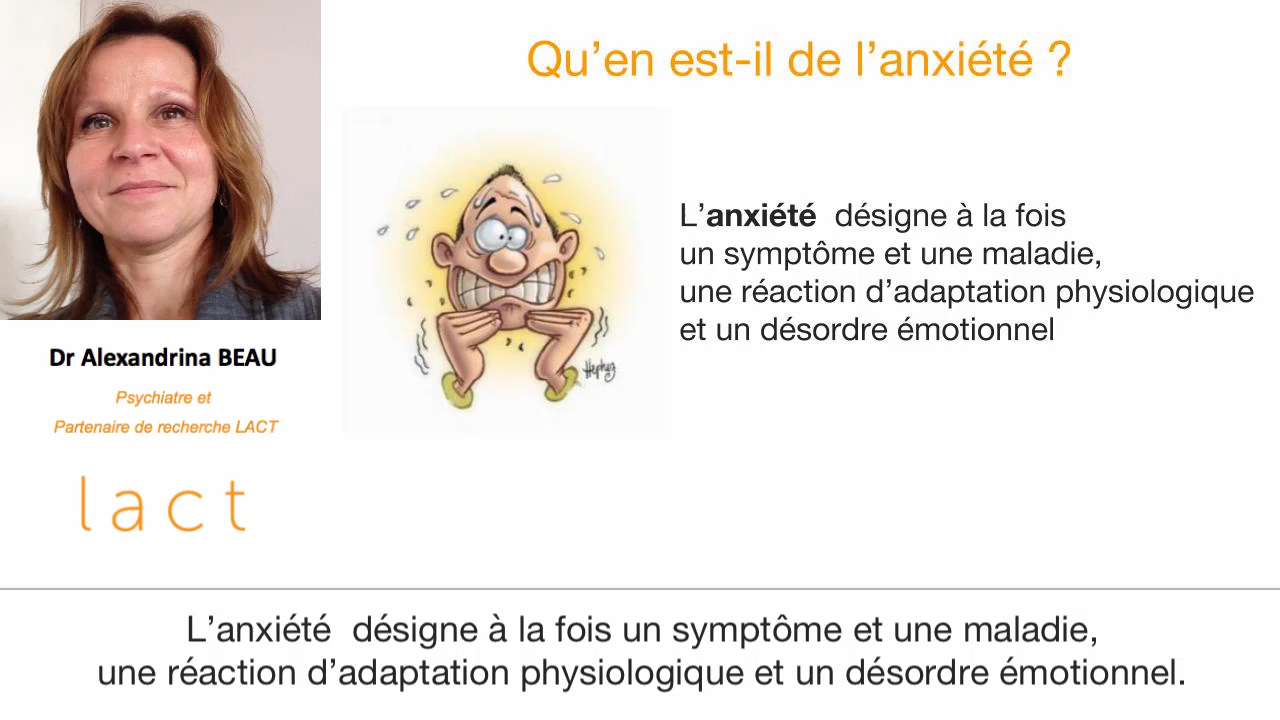 Qu’en est-il de l’anxiété ?
L’anxiété désigne à la fois
un symptôme et une maladie,
une réaction d’adaptation physiologique
et un désordre émotionnel
Dr Alexandrina BEAU
Psychiatre et
Partenaire de recherche LACT
lact
L’anxiété désigne à la fois un symptôme et une maladie,
une réaction d’adaptation physiologique et un désordre émotionnel.